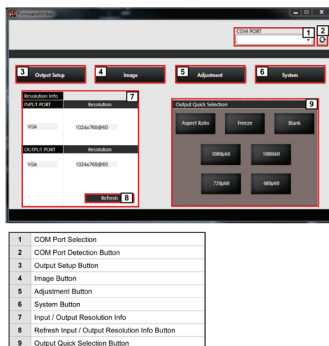 COM PORT
1
2
3 Output Setup
4 Image
5 Adjustment
6 System
Resolution Info
7
INPUT PORT Resolution
VGA 1024x768@60
OUTPUT PORT Resolution
VGA 1024x768@60
Refresh 8
Output Quick Selection
9
Aspect Ratio Freeze Blank
1080p60 1080i60
720p60 480p60
1 COM Port Selection
2 COM Port Detection Button
3 Output Setup Button
4 Image Button
5 Adjustment Button
6 System Button
7 Input / Output Resolution Info
8 Refresh Input / Output Resolution Info Button
9 Output Quick Selection Button